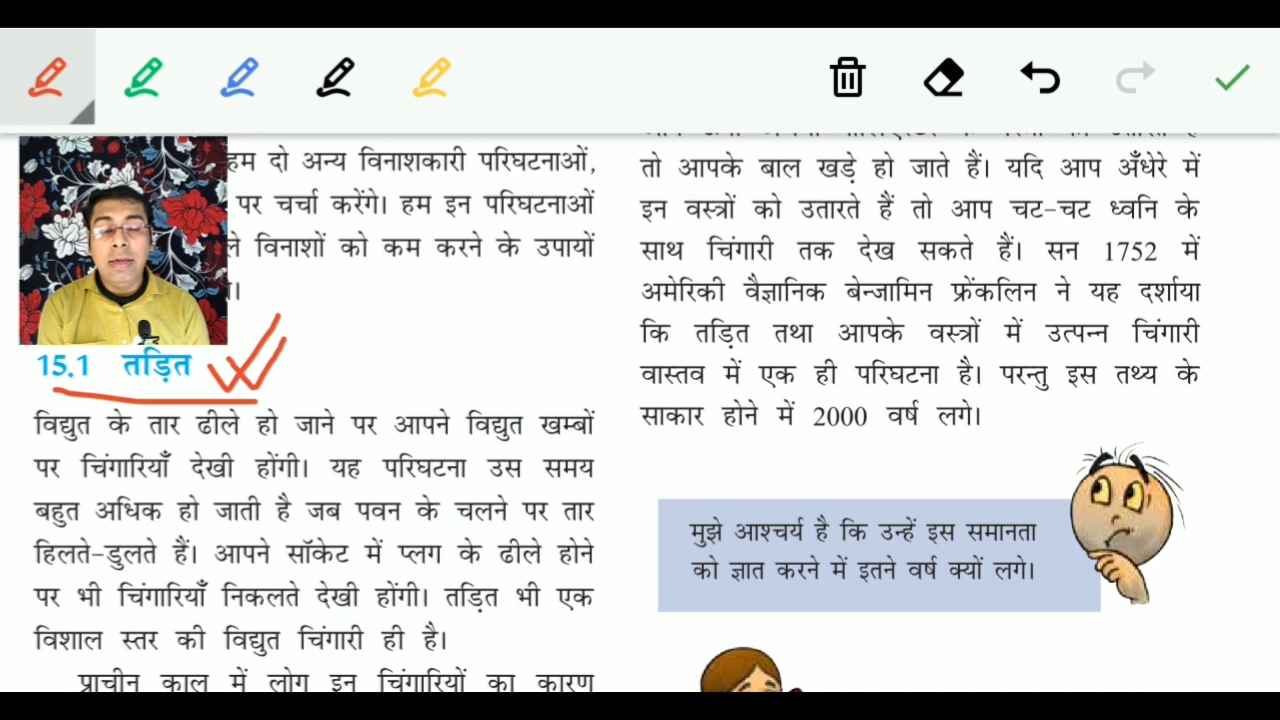 हम दो अन्य विनाशकारी परिघटनाओं,
पर चर्चा करेंगे। हम इन परिघटनाओं
विनाशों को कम करने के उपायों
15.1 तड़ित
विद्युत के तार ढीले हो जाने पर आपने विद्युत खम्बों
पर चिंगारियाँ देखी होंगी। यह परिघटना उस समय
बहुत अधिक हो जाती है जब पवन के चलने पर तार
हिलते-डुलते हैं। आपने सॉकेट में प्लग के ढीले होने
पर भी चिंगारियाँ निकलते देखी होंगी। तड़ित भी एक
विशाल स्तर की विद्युत चिंगारी ही है।
प्राचीन काल में लोग इन चिंगारियों का कारण
तो आपके बाल खड़े हो जाते हैं। यदि आप अँधेरे में
इन वस्त्रों को उतारते हैं तो आप चट-चट ध्वनि के
साथ चिंगारी तक देख सकते हैं। सन 1752 में
अमेरिकी वैज्ञानिक बेन्जामिन फ्रेंकलिन ने यह दर्शाया
कि तड़ित तथा आपके वस्त्रों में उत्पन्न चिंगारी
वास्तव में एक ही परिघटना है। परन्तु इस तथ्य के
साकार होने में 2000 वर्ष लगे।
मुझे आश्चर्य है कि उन्हें इस समानता
को ज्ञात करने में इतने वर्ष क्यों लगे।